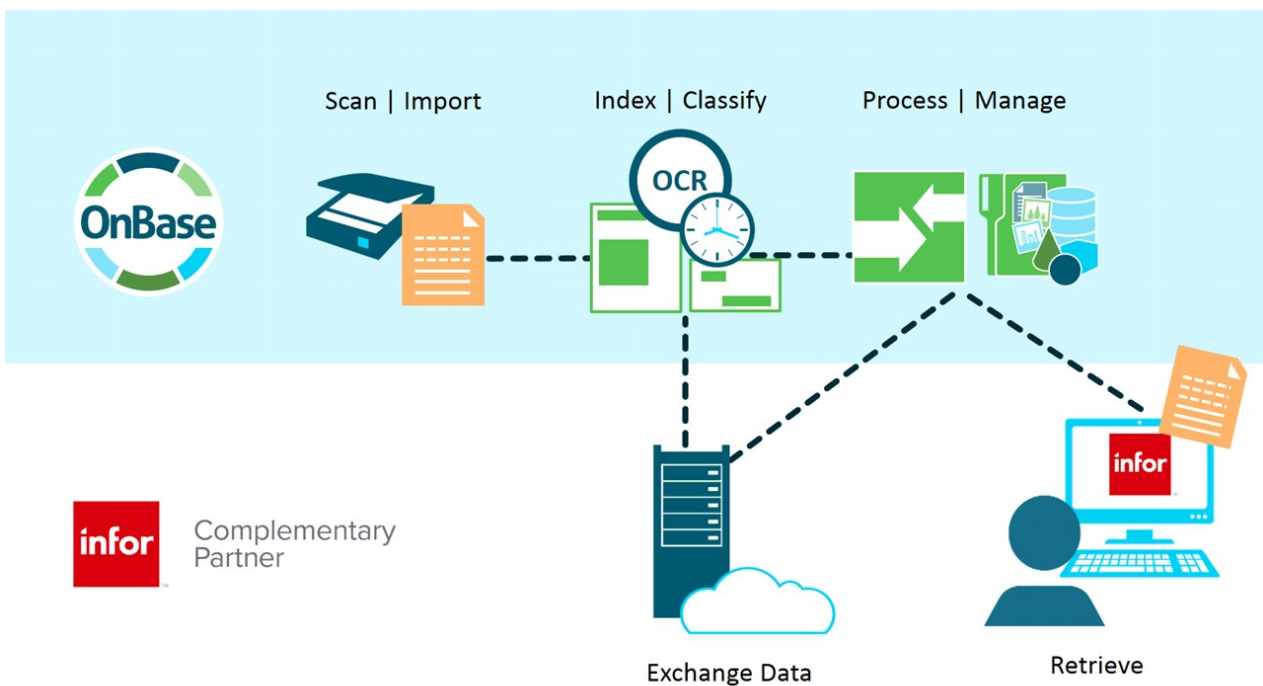 Scan | Import
Index | Classify
Process | Manage
OnBase
OCR
infor
Complementary
Partner
infor
Exchange Data
Retrieve